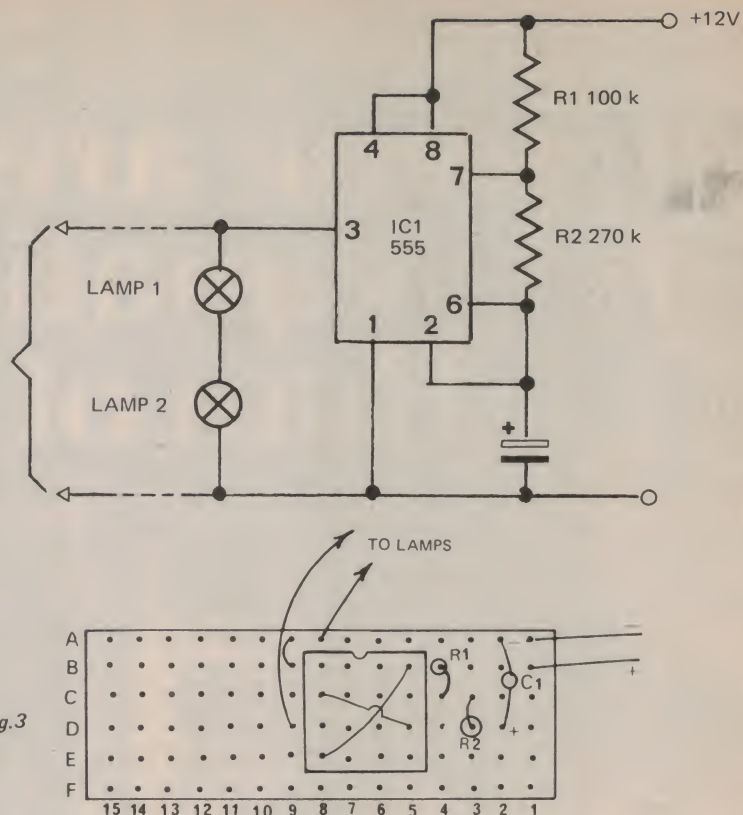 +12V
R1 100 k
4 8
7
3 IC1
555
R2 270 k
6
1 2
LAMP 1
LAMP 2
+
TO LAMPS
A
B
C
D
E
F
R1
R2
C1
−
+
−
+
g.3
15 14 13 12 11 10 9 8 7 6 5 4 3 2 1